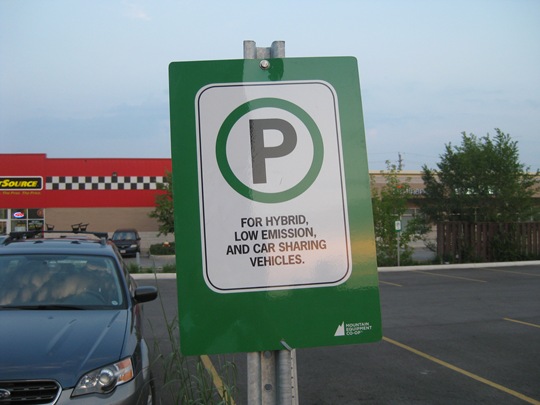 SOURCE
P
FOR HYBRID,
LOW EMISSION,
AND CAR SHARING
VEHICLES.
MOUNTAIN
EQUIPMENT
CO-OP